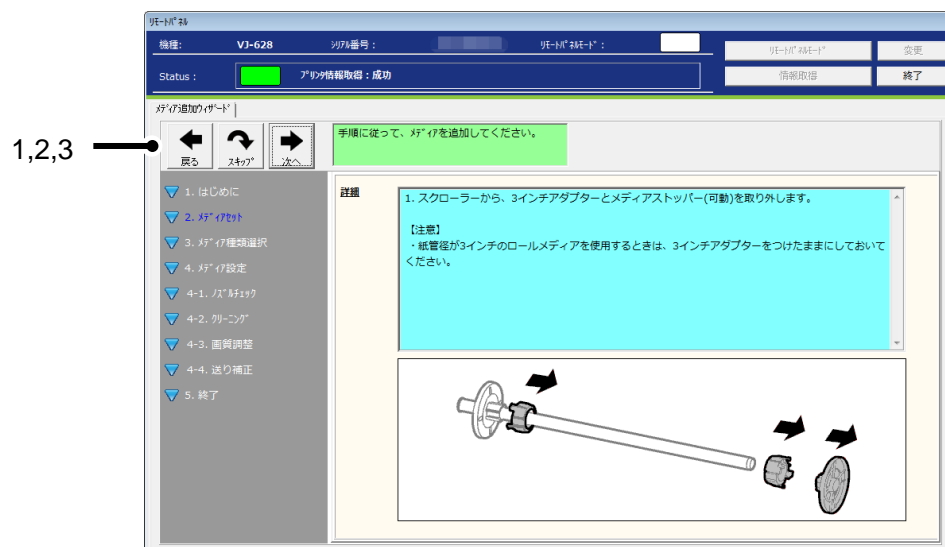 ﾘﾓｰﾄﾊﾟﾈﾙ
機種: VJ-628 ｼﾘｱﾙ番号： ﾘﾓｰﾄﾊﾟﾈﾙﾓｰﾄﾞ： ﾘﾓｰﾄﾊﾟﾈﾙﾓｰﾄﾞ 変更
Status： ﾌﾟﾘﾝﾀ情報取得：成功 情報取得 終了
ﾒﾃﾞｨｱ追加ｳｨｻﾞｰﾄﾞ
1,2,3
戻る ｽｷｯﾌﾟ 次へ
手順に従って、ﾒﾃﾞｨｱを追加してください。
1. はじめに
2. ﾒﾃﾞｨｱｾｯﾄ
3. ﾒﾃﾞｨｱ種類選択
4. ﾒﾃﾞｨｱ設定
4-1. ﾉｽﾞﾙﾁｪｯｸ
4-2. ｸﾘｰﾆﾝｸﾞ
4-3. 画質調整
4-4. 送り補正
5. 終了
詳細
1. スクローラーから、3インチアダプターとメディアストッパー(可動)を取り外します。
【注意】
・紙管径が3インチのロールメディアを使用するときは、3インチアダプターをつけたままにしておいて
ください。